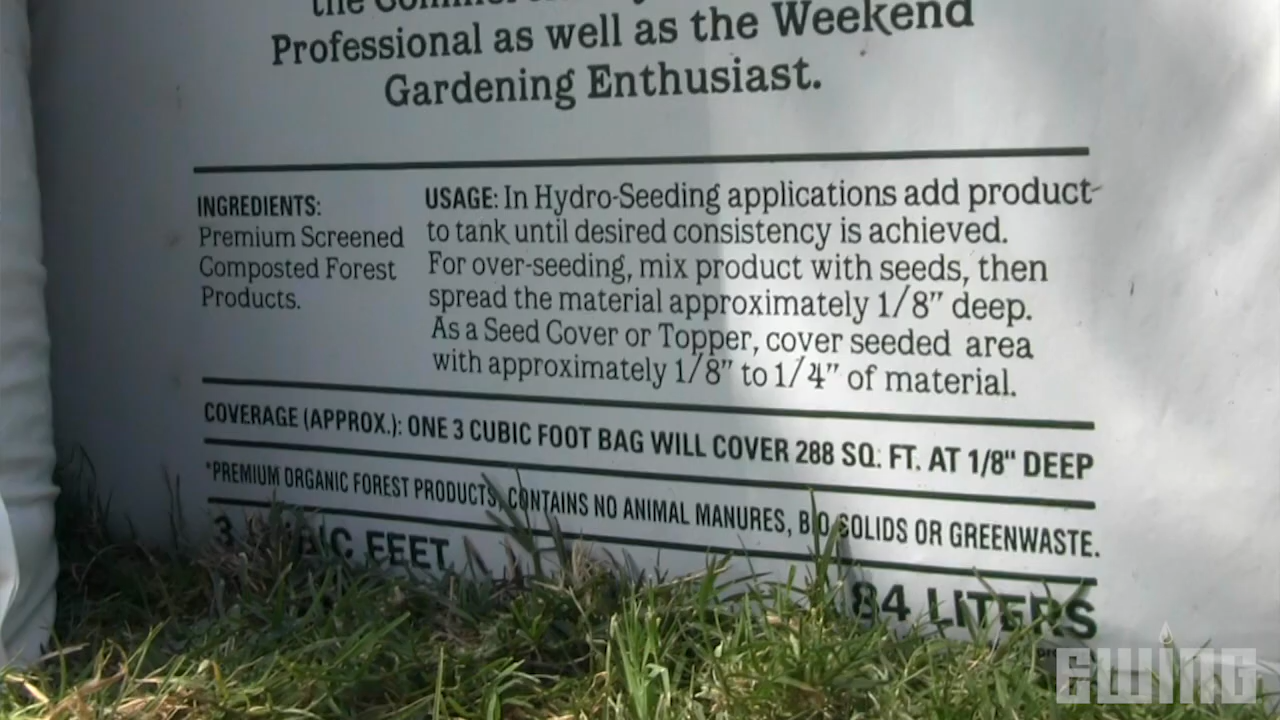 the
Professional as well as the Weekend
Gardening Enthusiast.
INGREDIENTS:
Premium Screened
Composted Forest
Products.
USAGE: In Hydro-Seeding applications add product
to tank until desired consistency is achieved.
For over-seeding, mix product with seeds, then
spread the material approximately 1/8" deep.
As a Seed Cover or Topper, cover seeded area
with approximately 1/8" to 1/4" of material.
COVERAGE (APPROX.): ONE 3 CUBIC FOOT BAG WILL COVER 288 SQ. FT. AT 1/8" DEEP
*PREMIUM ORGANIC FOREST PRODUCTS, CONTAINS NO ANIMAL MANURES, BIO SOLIDS OR GREENWASTE.
3 CUBIC FEET
84 LITERS
EWING